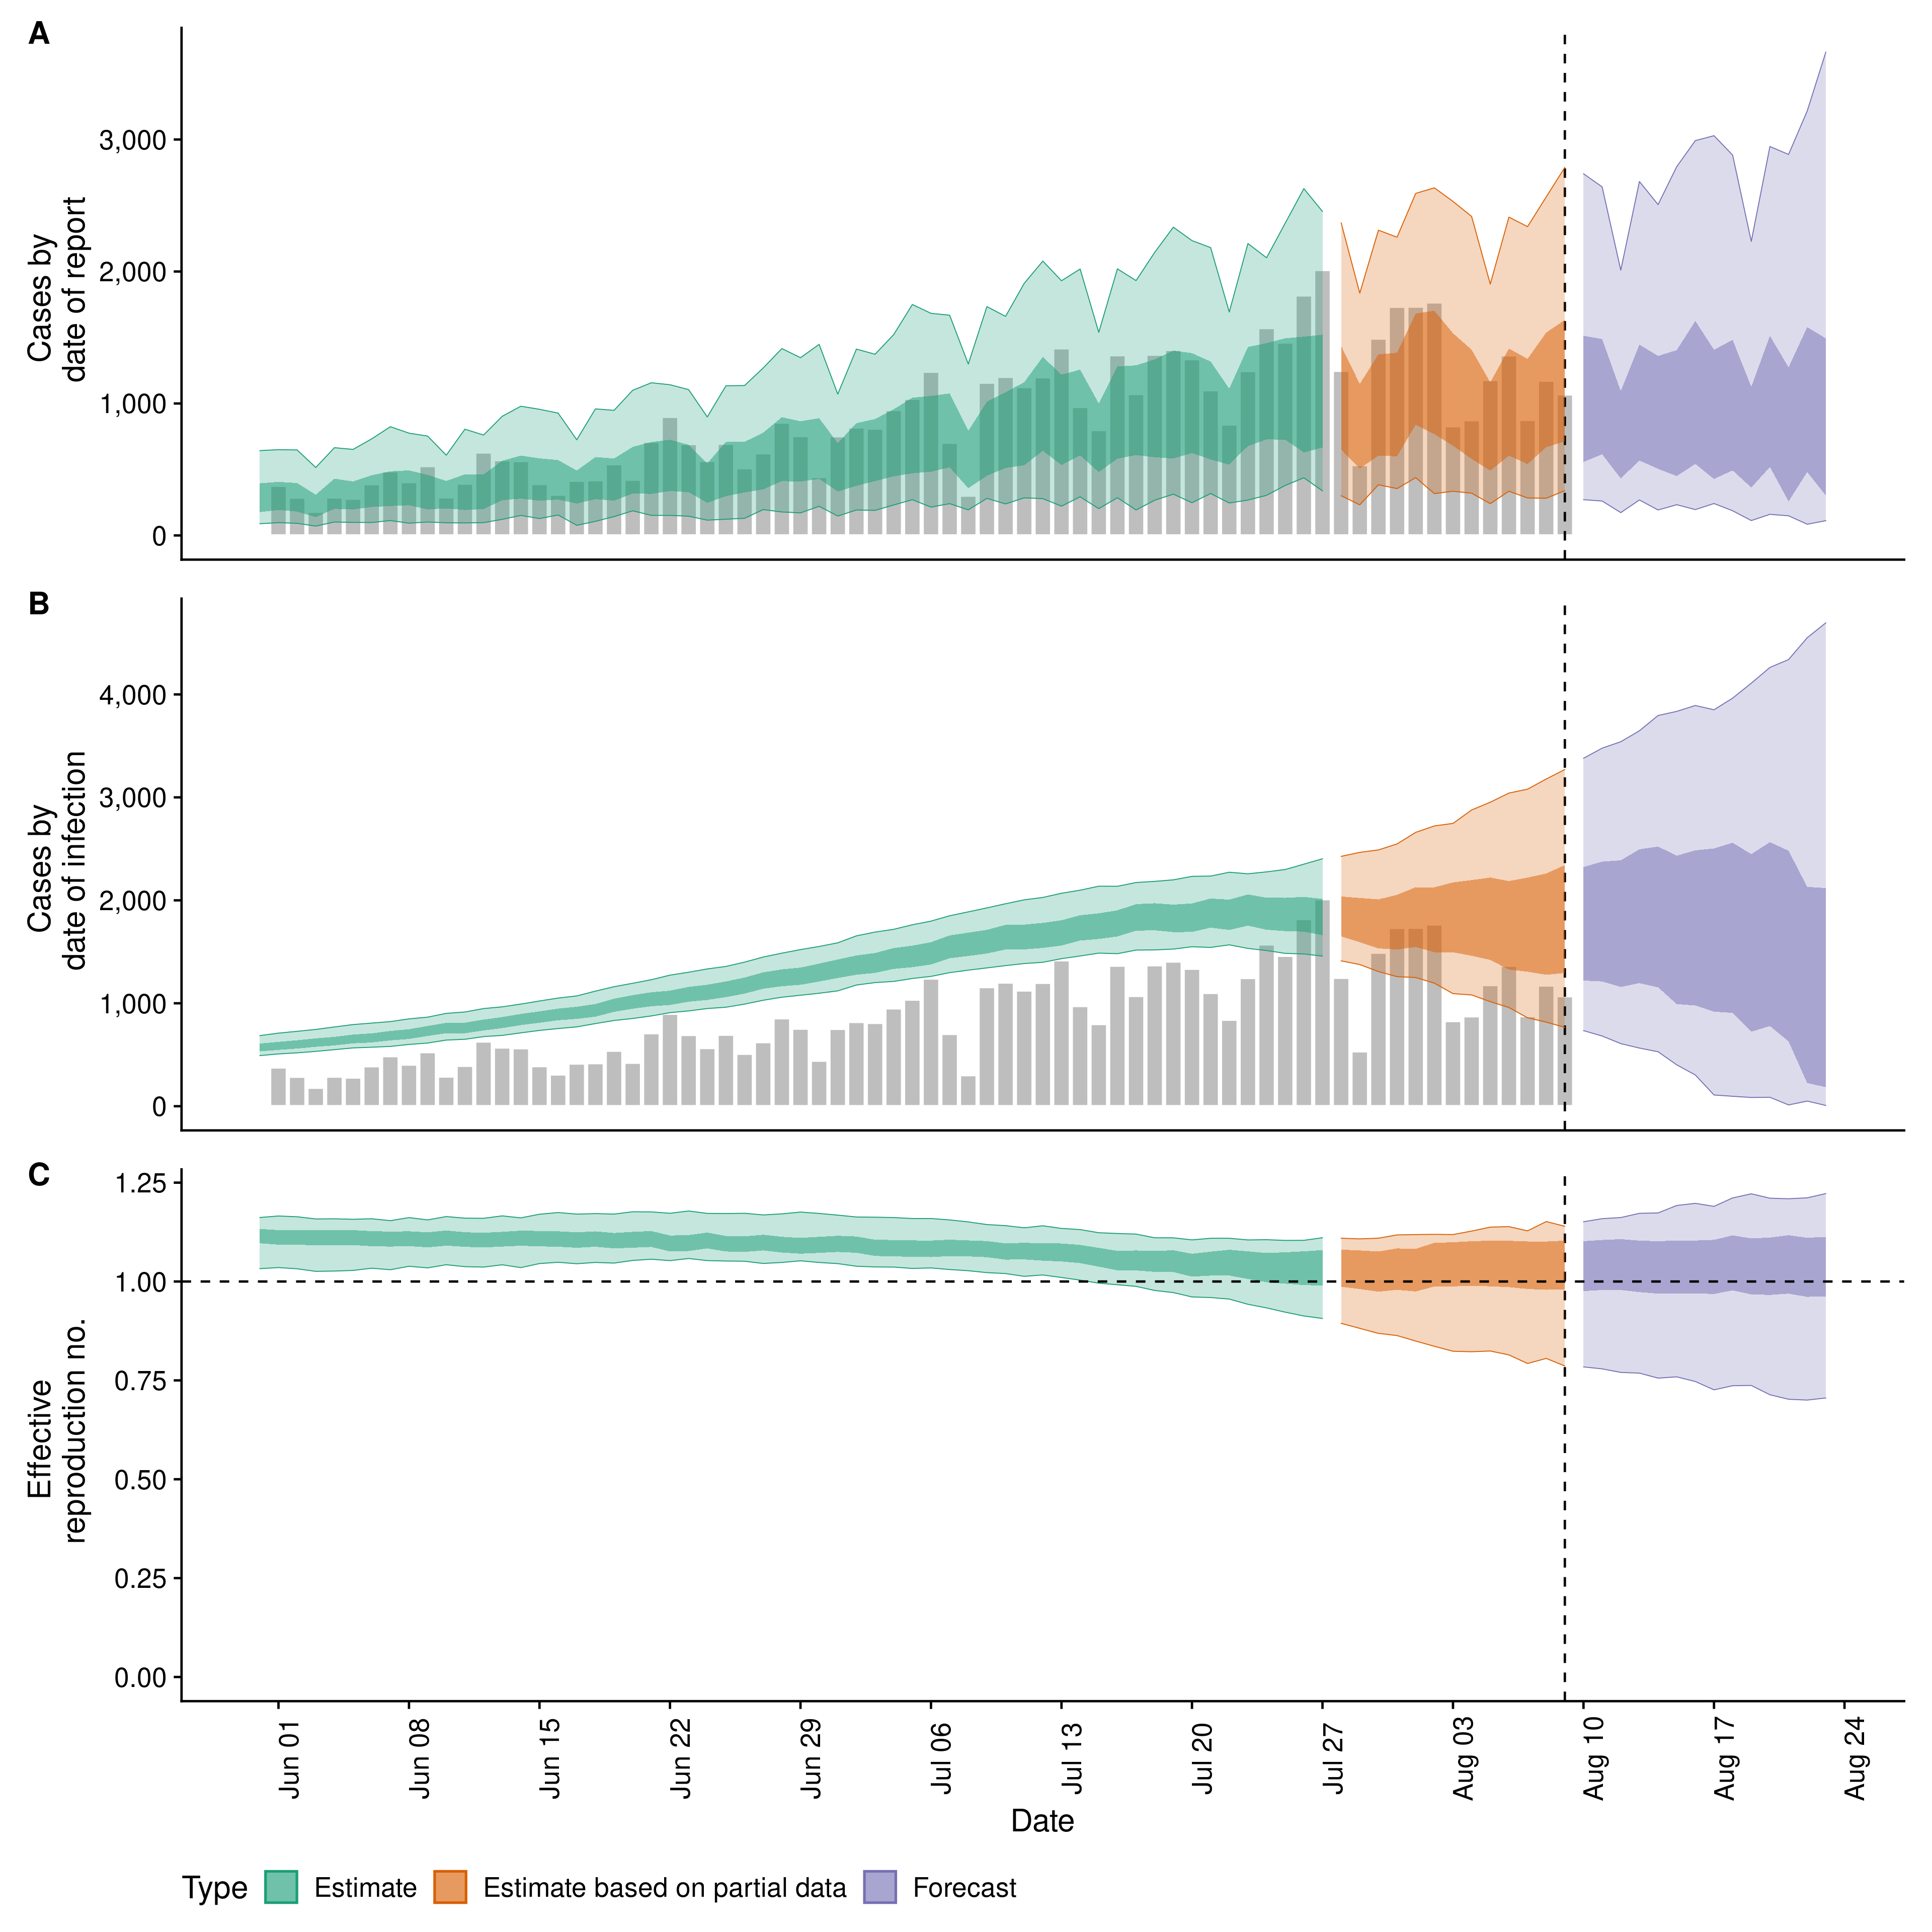 A
Cases by
date of report
3,000
2,000
1,000
0
B
Cases by
date of infection
4,000
3,000
2,000
1,000
0
C
Effective
reproduction no.
1.25
1.00
0.75
0.50
0.25
0.00
Jun 01
Jun 08
Jun 15
Jun 22
Jun 29
Jul 06
Jul 13
Jul 20
Jul 27
Aug 03
Aug 10
Aug 17
Aug 24
Date
Type Estimate Estimate based on partial data Forecast